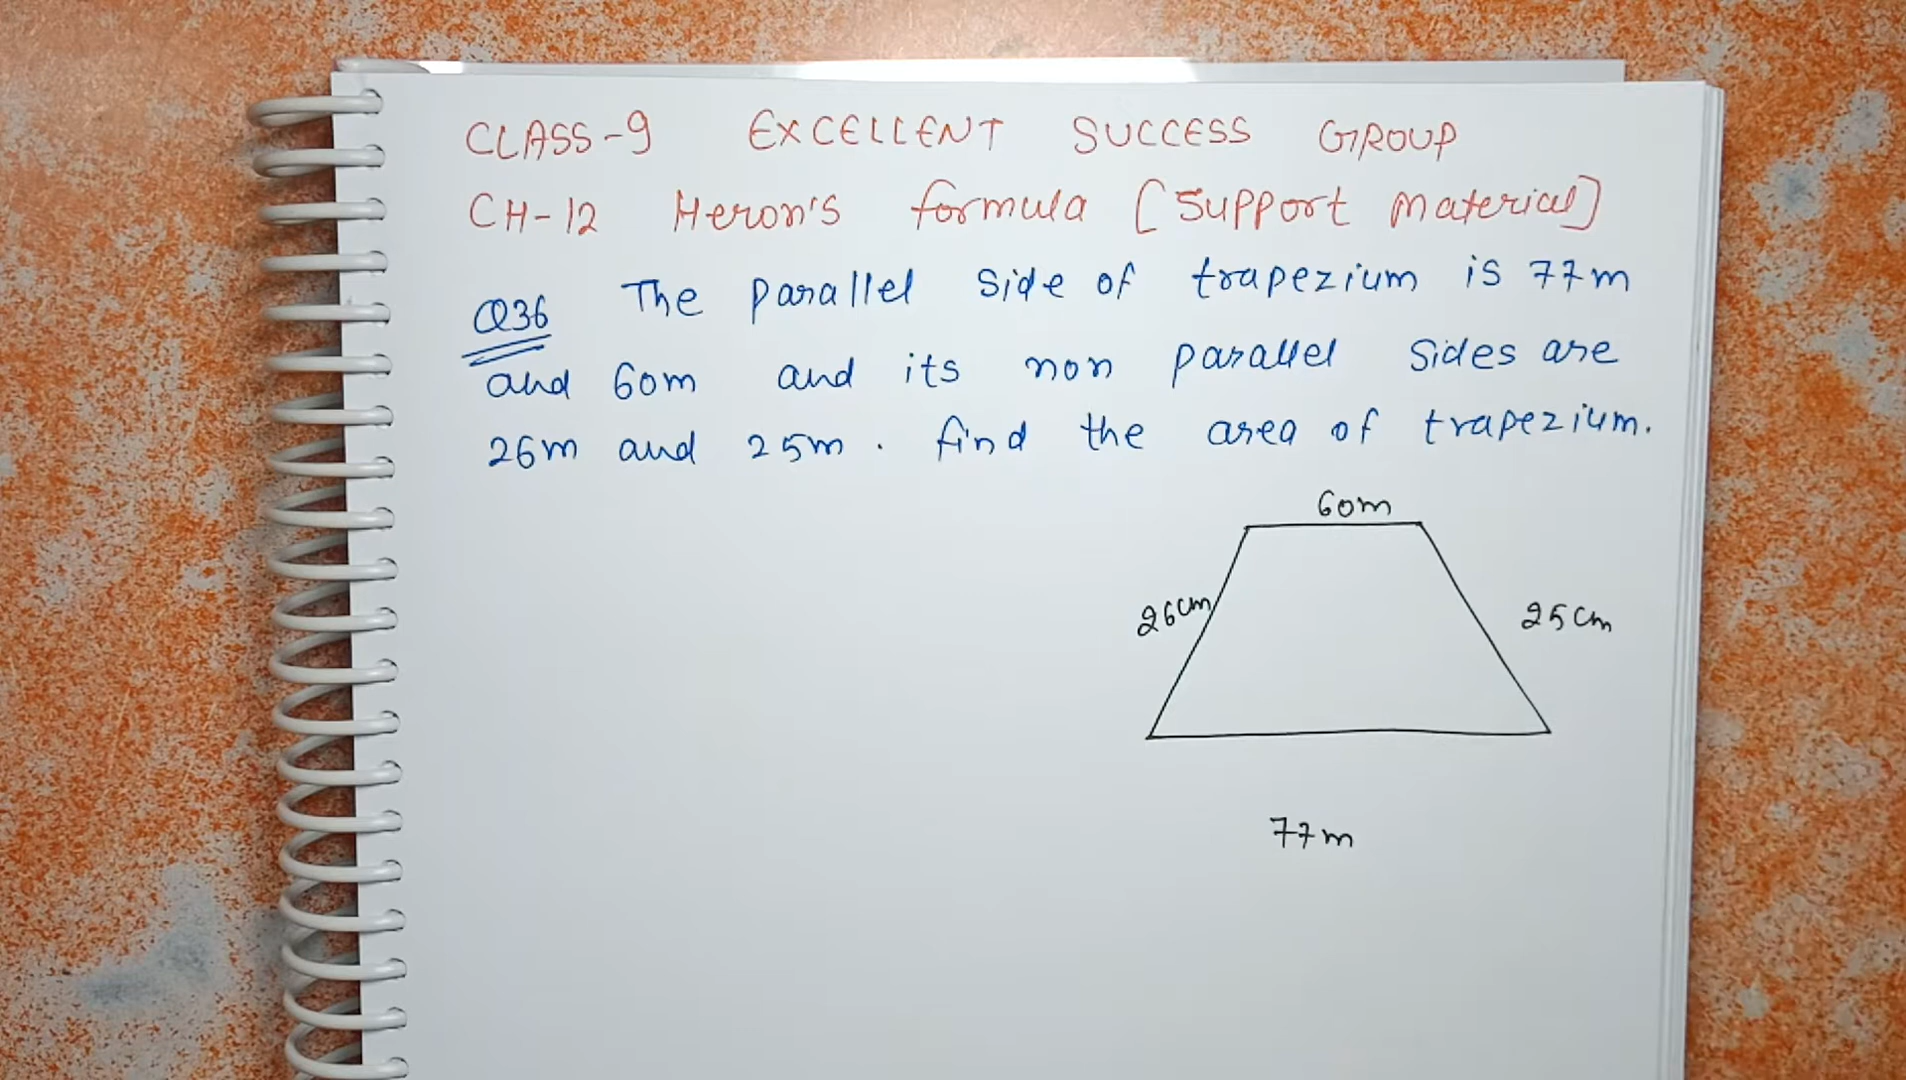 CLASS-9 EXCELLENT SUCCESS GROUP
CH-12 Heron's formula [Support Material]
Q36 The parallel side of trapezium is 77m
and 60m and its non parallel sides are
26m and 25m. find the area of trapezium.
60m
26cm
25cm
77m